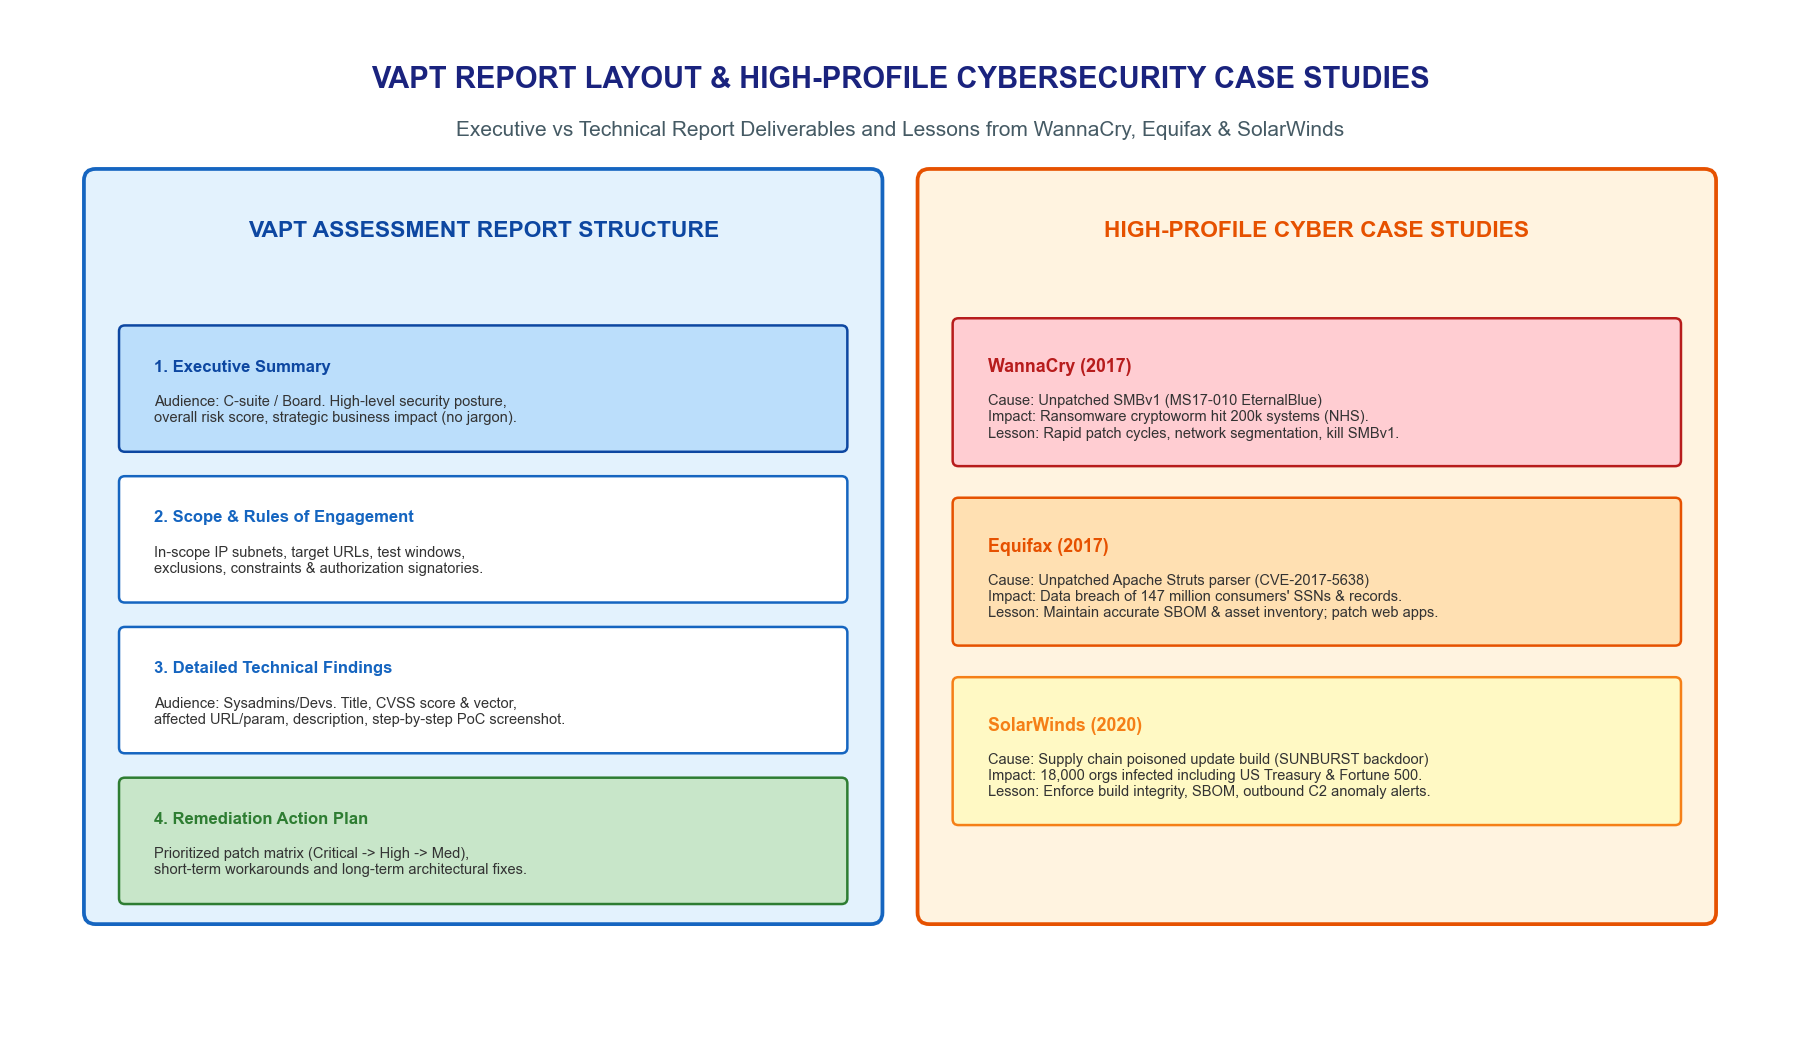 VAPT REPORT LAYOUT & HIGH-PROFILE CYBERSECURITY CASE STUDIES
Executive vs Technical Report Deliverables and Lessons from WannaCry, Equifax & SolarWinds
VAPT ASSESSMENT REPORT STRUCTURE
1. Executive Summary
Audience: C-suite / Board. High-level security posture,
overall risk score, strategic business impact (no jargon).
2. Scope & Rules of Engagement
In-scope IP subnets, target URLs, test windows,
exclusions, constraints & authorization signatories.
3. Detailed Technical Findings
Audience: Sysadmins/Devs. Title, CVSS score & vector,
affected URL/param, description, step-by-step PoC screenshot.
4. Remediation Action Plan
Prioritized patch matrix (Critical -> High -> Med),
short-term workarounds and long-term architectural fixes.
HIGH-PROFILE CYBER CASE STUDIES
WannaCry (2017)
Cause: Unpatched SMBv1 (MS17-010 EternalBlue)
Impact: Ransomware cryptoworm hit 200k systems (NHS).
Lesson: Rapid patch cycles, network segmentation, kill SMBv1.
Equifax (2017)
Cause: Unpatched Apache Struts parser (CVE-2017-5638)
Impact: Data breach of 147 million consumers' SSNs & records.
Lesson: Maintain accurate SBOM & asset inventory; patch web apps.
SolarWinds (2020)
Cause: Supply chain poisoned update build (SUNBURST backdoor)
Impact: 18,000 orgs infected including US Treasury & Fortune 500.
Lesson: Enforce build integrity, SBOM, outbound C2 anomaly alerts.